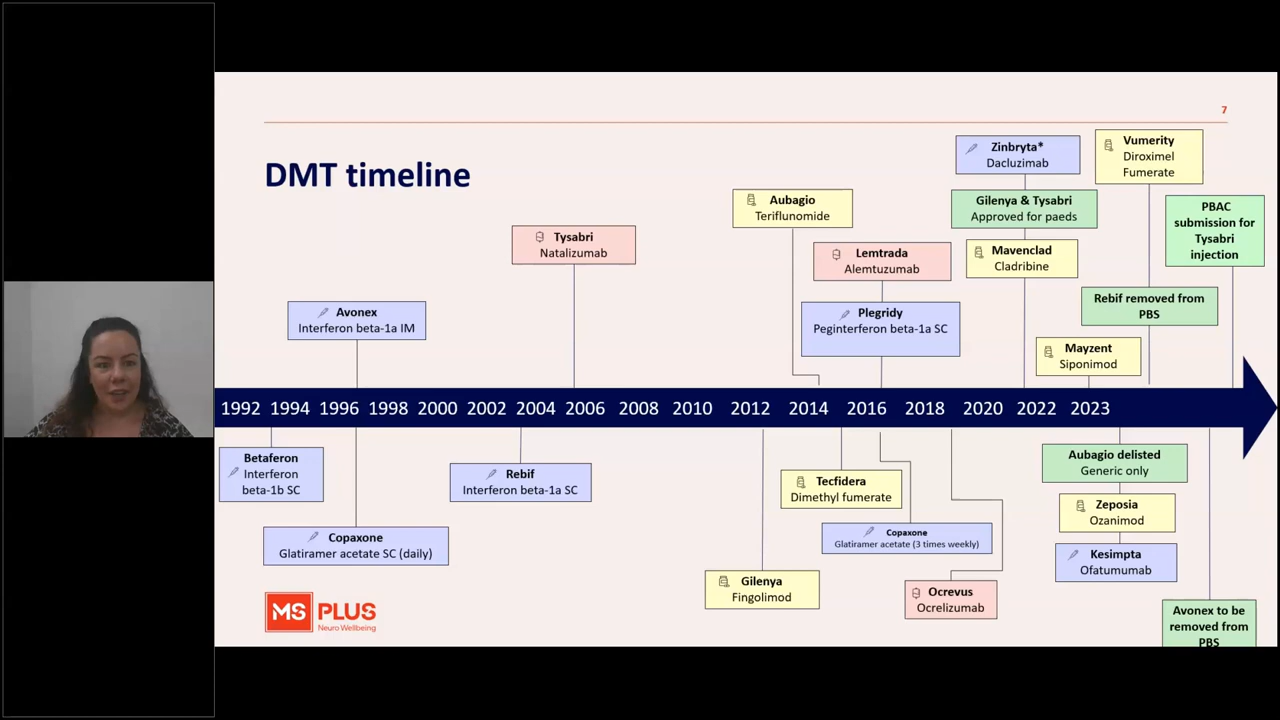 7
DMT timeline
Zinbryta*
Dacluzimab
Vumerity
Diroximel
Fumerate
Aubagio
Teriflunomide
Gilenya & Tysabri
Approved for paeds
PBAC
submission for
Tysabri
injection
Tysabri
Natalizumab
Lemtrada
Alemtuzumab
Mavenclad
Cladribine
Avonex
Interferon beta-1a IM
Plegridy
Peginterferon beta-1a SC
Rebif removed from
PBS
Mayzent
Siponimod
1992 1994 1996 1998 2000 2002 2004 2006 2008 2010 2012 2014 2016 2018 2020 2022 2023
Betaferon
Interferon
beta-1b SC
Rebif
Interferon beta-1a SC
Tecfidera
Dimethyl fumerate
Aubagio delisted
Generic only
Zeposia
Ozanimod
Copaxone
Glatiramer acetate SC (daily)
Copaxone
Glatiramer acetate (3 times weekly)
Kesimpta
Ofatumumab
Gilenya
Fingolimod
Ocrevus
Ocrelizumab
Avonex to be
removed from
PBS
MS PLUS
Neuro Wellbeing